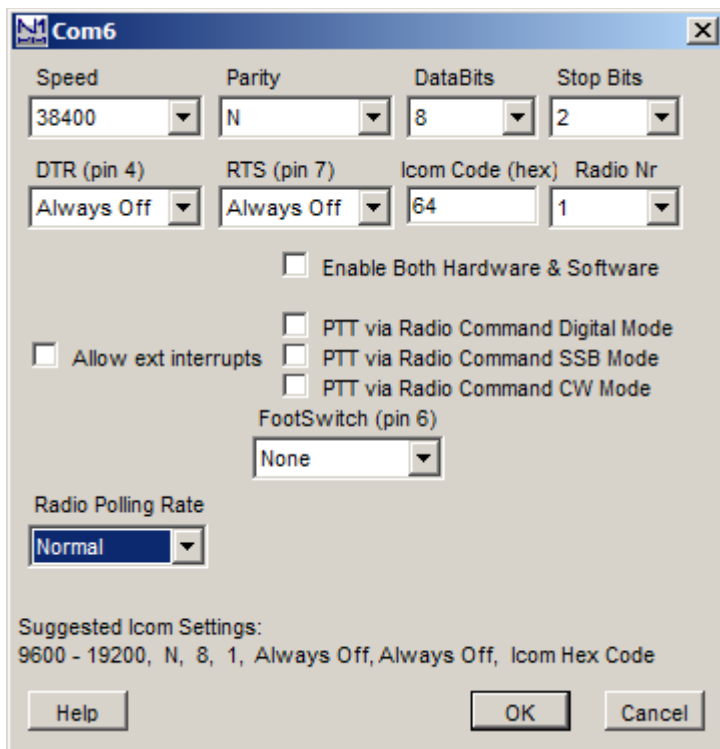 N1
MM
Com6
Speed Parity DataBits Stop Bits
38400 N 8 2
DTR (pin 4) RTS (pin 7) Icom Code (hex) Radio Nr
Always Off Always Off 64 1
Enable Both Hardware & Software
PTT via Radio Command Digital Mode
Allow ext interrupts PTT via Radio Command SSB Mode
PTT via Radio Command CW Mode
FootSwitch (pin 6)
None
Radio Polling Rate
Normal
Suggested Icom Settings:
9600 - 19200, N, 8, 1, Always Off, Always Off, Icom Hex Code
Help OK Cancel